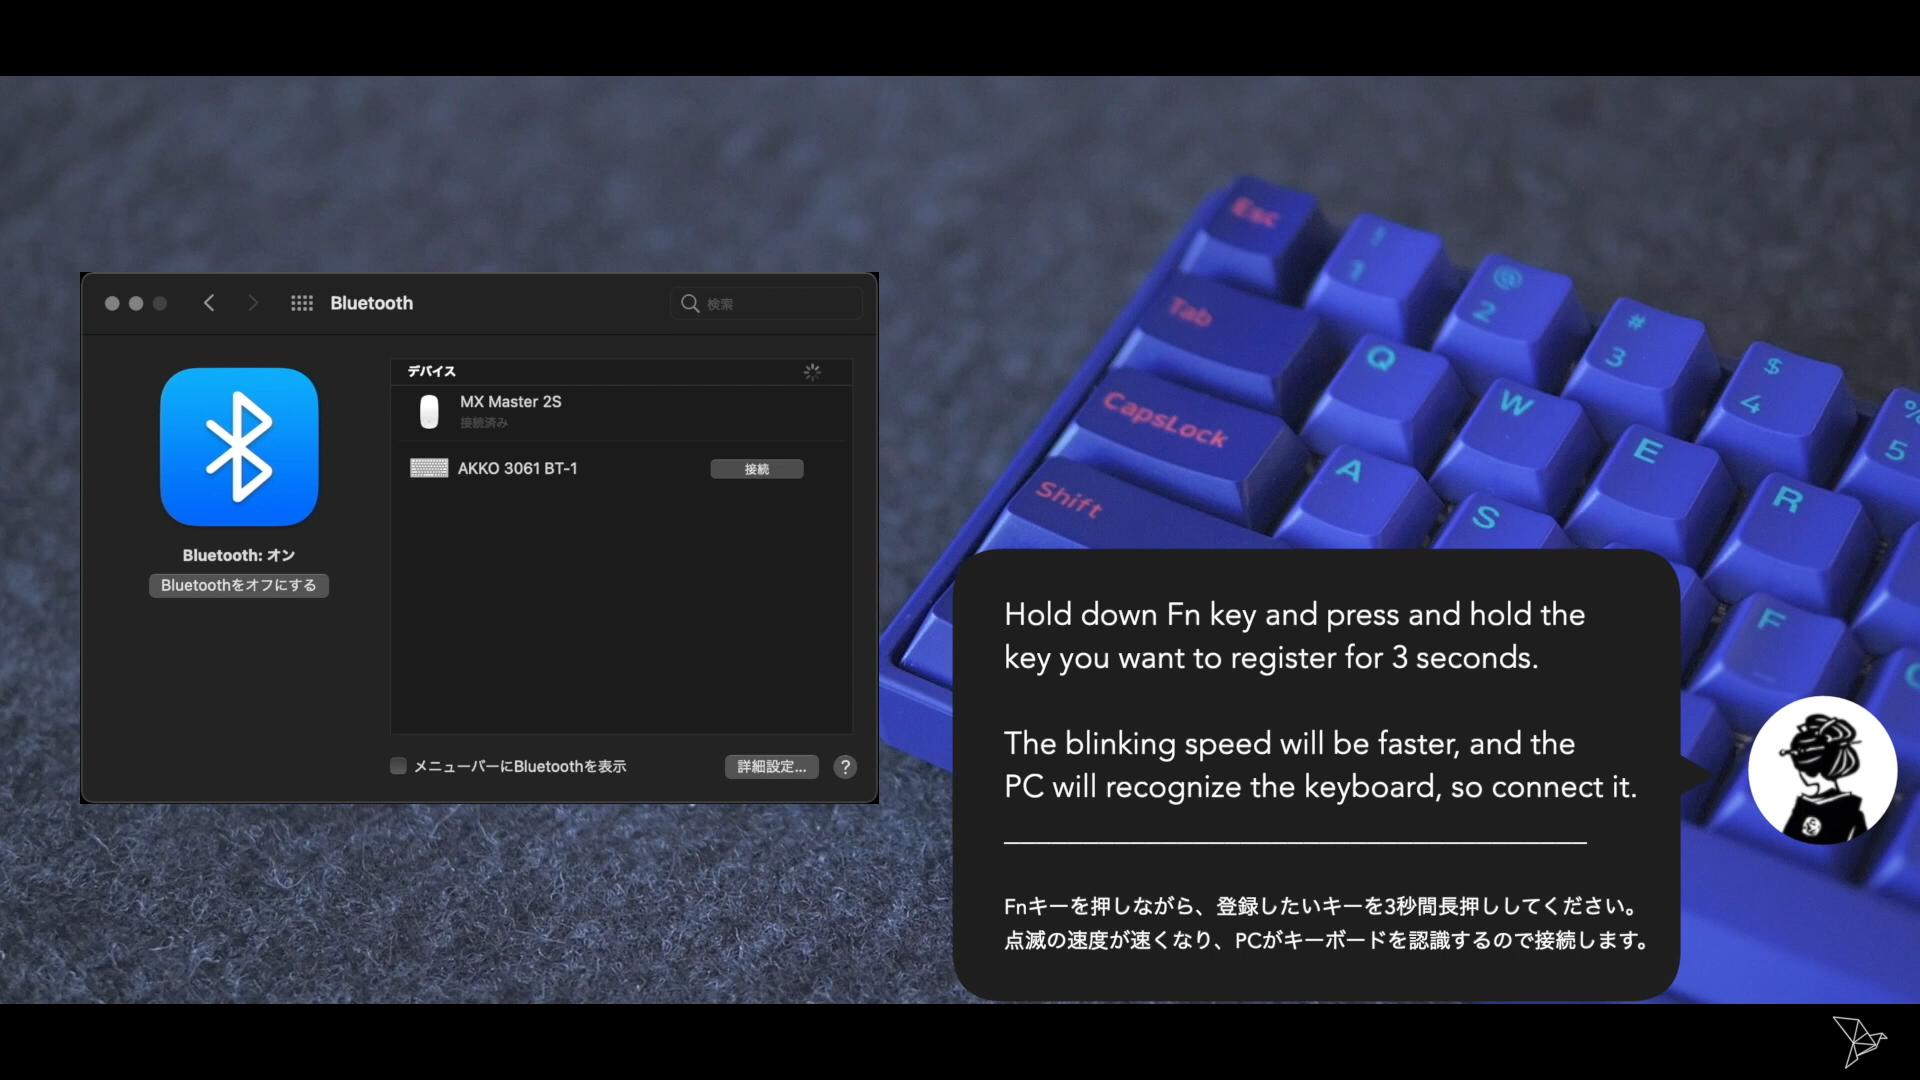 Bluetooth
検索
デバイス
MX Master 2S
接続済み
AKKO 3061 BT-1
接続
Bluetooth: オン
Bluetoothをオフにする
メニューバーにBluetoothを表示
詳細設定...
?
Esc
!
1
@
2
#
3
$
4
%
5
Tab
Q
W
E
R
CapsLock
A
S
F
Shift
Hold down Fn key and press and hold the
key you want to register for 3 seconds.
The blinking speed will be faster, and the
PC will recognize the keyboard, so connect it.
Fnキーを押しながら、登録したいキーを3秒間長押ししてください。
点滅の速度が速くなり、PCがキーボードを認識するので接続します。